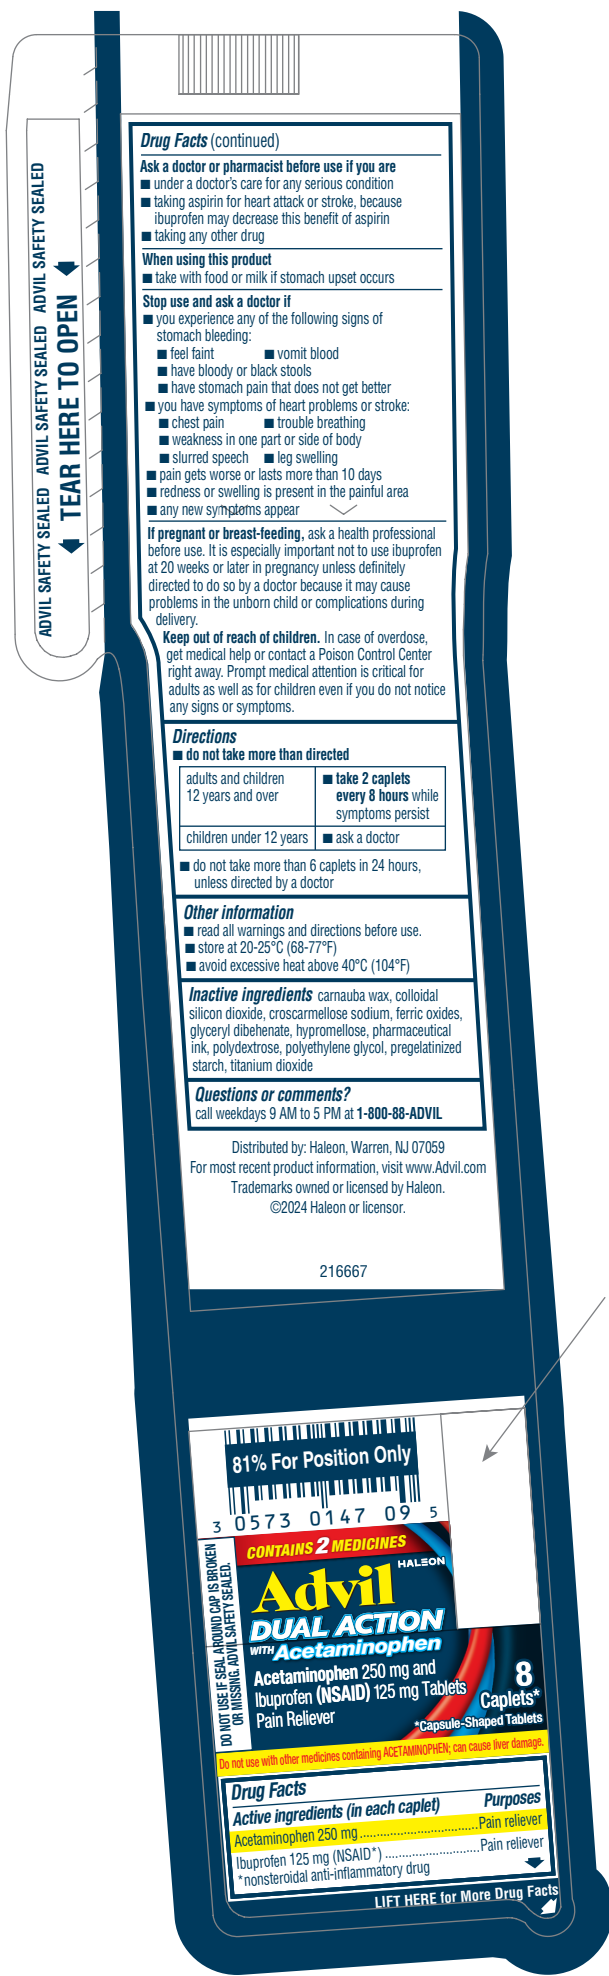 ADVIL SAFETY SEALED ADVIL SAFETY SEALED ADVIL SAFETY SEALED
TEAR HERE TO OPEN
Drug Facts (continued)
Ask a doctor or pharmacist before use if you are
■ under a doctor's care for any serious condition
■ taking aspirin for heart attack or stroke, because
ibuprofen may decrease this benefit of aspirin
■ taking any other drug
When using this product
■ take with food or milk if stomach upset occurs
Stop use and ask a doctor if
■ you experience any of the following signs of
stomach bleeding:
■ feel faint ■ vomit blood
■ have bloody or black stools
■ have stomach pain that does not get better
■ you have symptoms of heart problems or stroke:
■ chest pain ■ trouble breathing
■ weakness in one part or side of body
■ slurred speech ■ leg swelling
■ pain gets worse or lasts more than 10 days
■ redness or swelling is present in the painful area
■ any new symptoms appear
If pregnant or breast-feeding, ask a health professional
before use. It is especially important not to use ibuprofen
at 20 weeks or later in pregnancy unless definitely
directed to do so by a doctor because it may cause
problems in the unborn child or complications during
delivery.
Keep out of reach of children. In case of overdose,
get medical help or contact a Poison Control Center
right away. Prompt medical attention is critical for
adults as well as for children even if you do not notice
any signs or symptoms.
Directions
■ do not take more than directed
adults and children ■ take 2 caplets
12 years and over every 8 hours while
symptoms persist
children under 12 years ■ ask a doctor
■ do not take more than 6 caplets in 24 hours,
unless directed by a doctor
Other information
■ read all warnings and directions before use.
■ store at 20-25°C (68-77°F)
■ avoid excessive heat above 40°C (104°F)
Inactive ingredients carnauba wax, colloidal
silicon dioxide, croscarmellose sodium, ferric oxides,
glyceryl dibehenate, hypromellose, pharmaceutical
ink, polydextrose, polyethylene glycol, pregelatinized
starch, titanium dioxide
Questions or comments?
call weekdays 9 AM to 5 PM at 1-800-88-ADVIL
Distributed by: Haleon, Warren, NJ 07059
For most recent product information, visit www.Advil.com
Trademarks owned or licensed by Haleon.
©2024 Haleon or licensor.
216667
81% For Position Only
3 0573 0147 09 5
DO NOT USE IF SEAL AROUND CAP IS BROKEN
OR MISSING. ADVIL SAFETY SEALED.
CONTAINS 2 MEDICINES
HALEON
Advil
DUAL ACTION
WITH Acetaminophen
Acetaminophen 250 mg and
Ibuprofen (NSAID) 125 mg Tablets
Pain Reliever
8
Caplets*
*Capsule-Shaped Tablets
Do not use with other medicines containing ACETAMINOPHEN; can cause liver damage.
Drug Facts
Active ingredients (in each caplet) Purposes
Acetaminophen 250 mg...................................Pain reliever
Ibuprofen 125 mg (NSAID*) ............................Pain reliever
*nonsteroidal anti-inflammatory drug
LIFT HERE for More Drug Facts